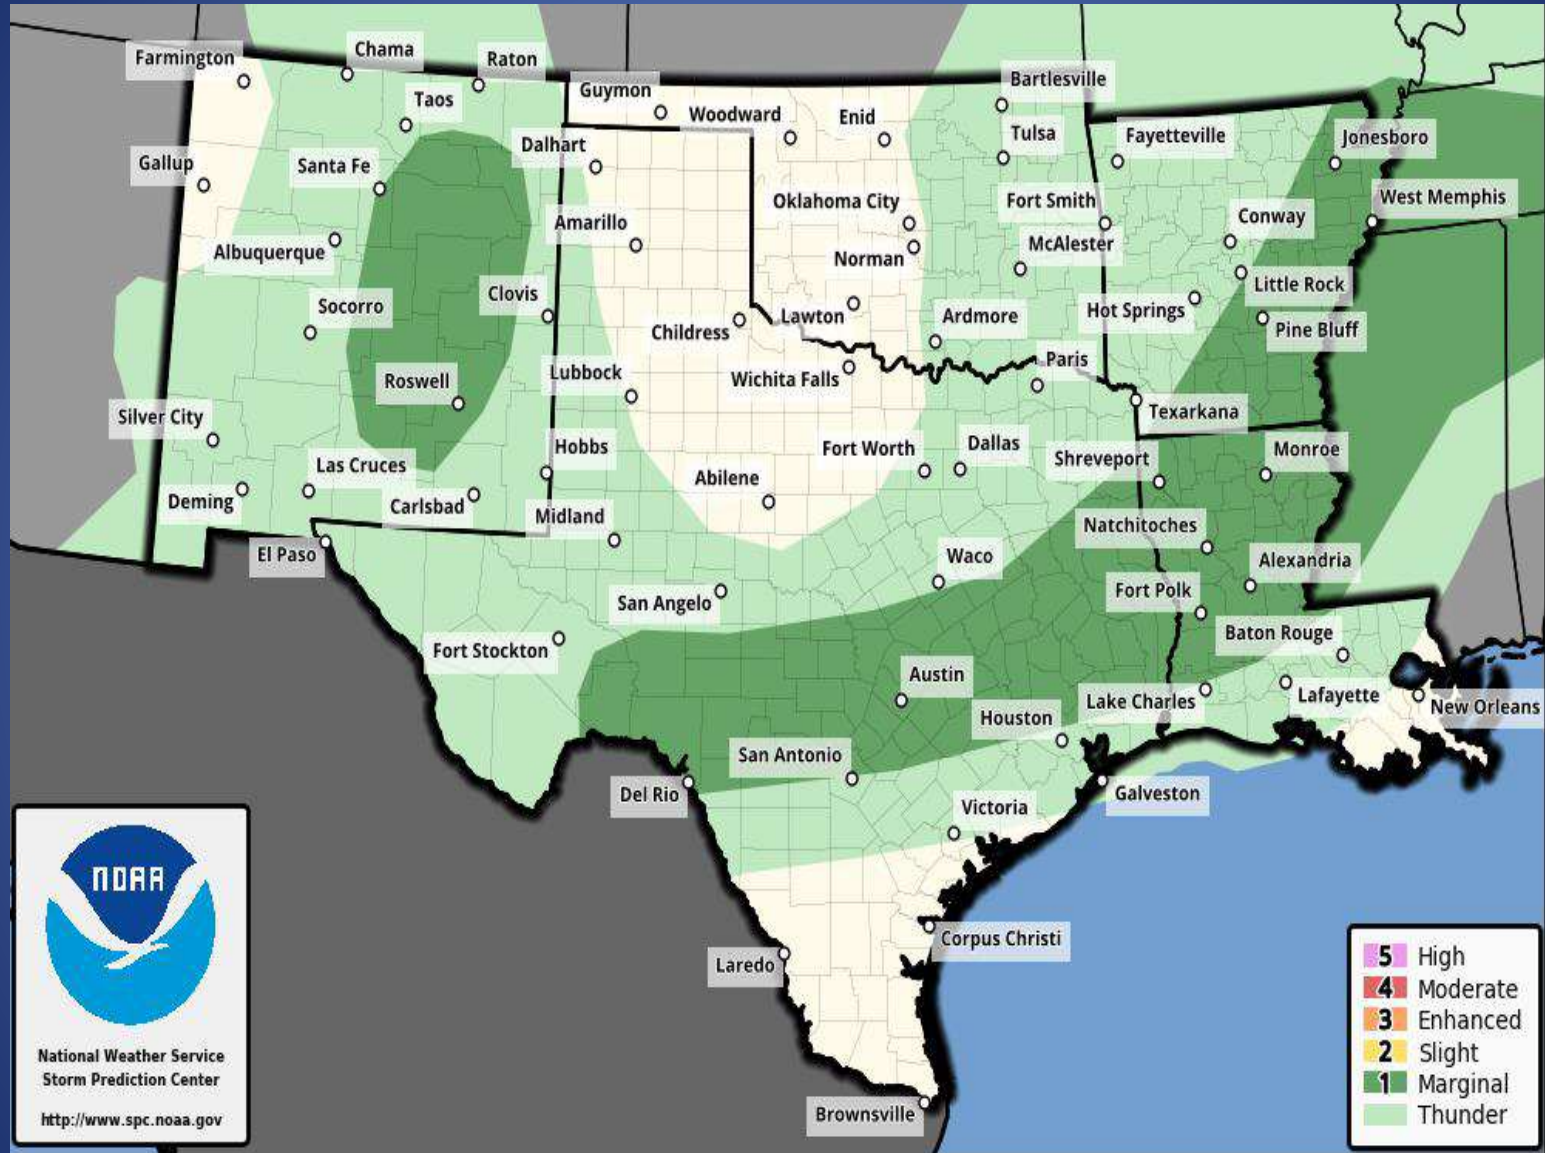 Farmington
Chama
Raton
Guymon
Bartlesville
Taos
Woodward
Enid
Dalhart
Tulsa
Fayetteville
Jonesboro
Gallup
Santa Fe
Oklahoma City
Fort Smith
West Memphis
Amarillo
Conway
Albuquerque
Norman
McAlester
Little Rock
Socorro
Clovis
Childress
Lawton
Ardmore
Hot Springs
Pine Bluff
Roswell
Lubbock
Wichita Falls
Paris
Texarkana
Silver City
Hobbs
Fort Worth
Dallas
Shreveport
Monroe
Las Cruces
Deming
Carlsbad
Midland
Abilene
Natchitoches
El Paso
Waco
Alexandria
San Angelo
Fort Polk
Fort Stockton
Baton Rouge
Austin
Houston
Lake Charles
Lafayette
New Orleans
San Antonio
Del Rio
Victoria
Galveston
Corpus Christi
Laredo
Brownsville
NOAA
National Weather Service
Storm Prediction Center
http://www.spc.noaa.gov
5 High
4 Moderate
3 Enhanced
2 Slight
1 Marginal
Thunder